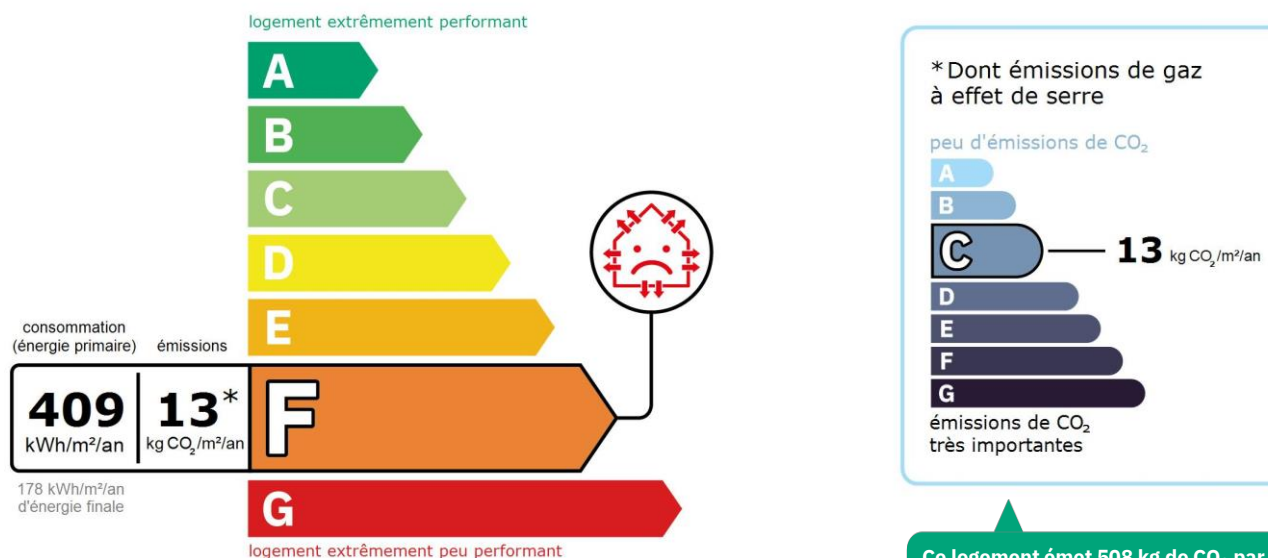 logement extrêmement performant
A
B
C
D
E
consommation
(énergie primaire)
émissions
409
kWh/m²/an
13*
kg CO₂/m²/an
F
178 kWh/m²/an
d'énergie finale
G
logement extrêmement peu performant
*Dont émissions de gaz
à effet de serre
peu d'émissions de CO₂
A
B
C
13 kg CO₂/m²/an
D
E
F
G
émissions de CO₂
très importantes
Ce logement émet 508 kg de CO₂ par